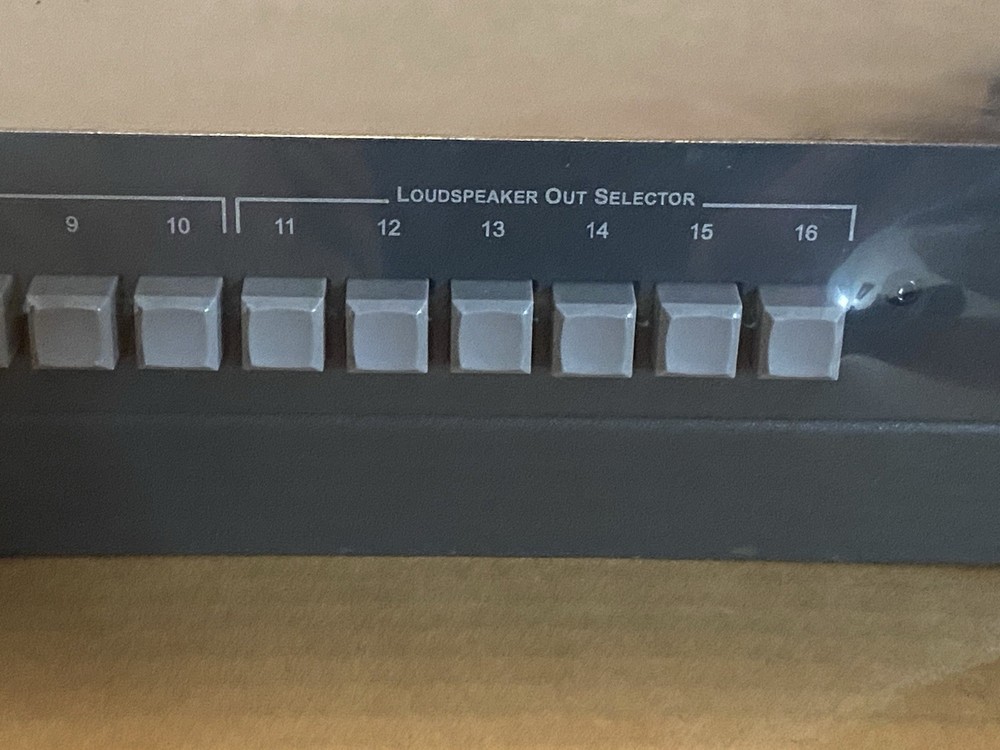 LOUDSPEAKER OUT SELECTOR
9 10 11 12 13 14 15 16